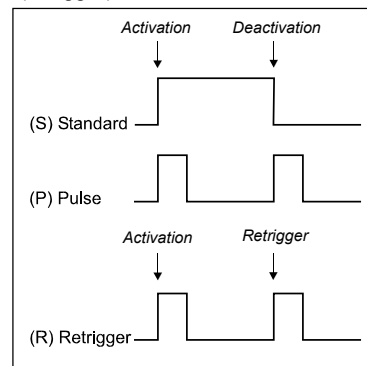 Activation Deactivation
(S) Standard
(P) Pulse
Activation Retrigger
(R) Retrigger